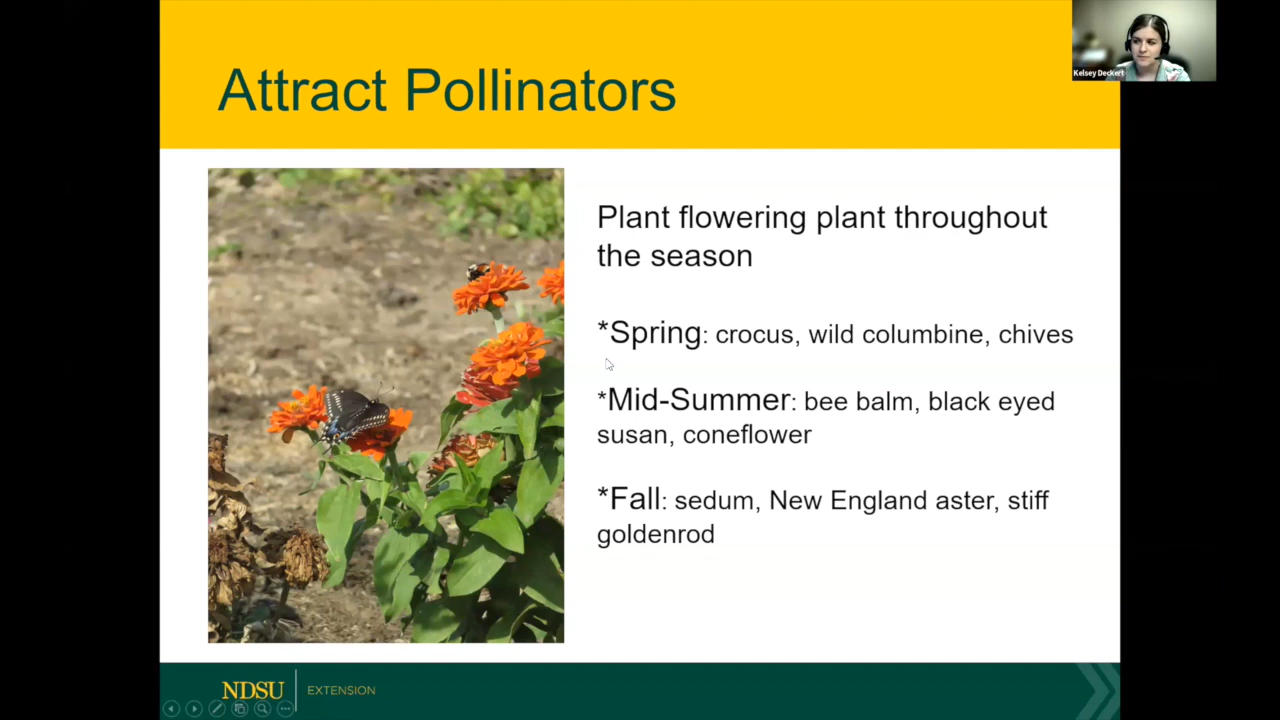 Attract Pollinators
Kelsey Deckert
Plant flowering plant throughout
the season
*Spring: crocus, wild columbine, chives
*Mid-Summer: bee balm, black eyed
susan, coneflower
*Fall: sedum, New England aster, stiff
goldenrod
NDSU EXTENSION